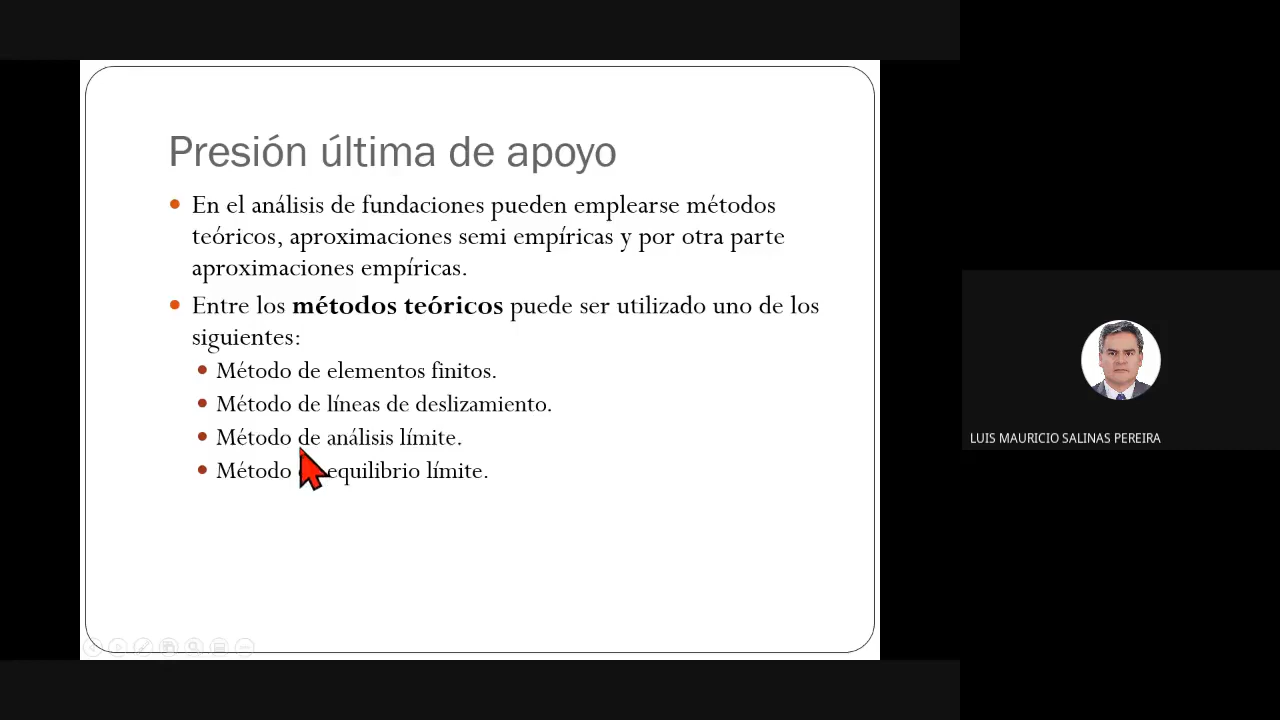 Presión última de apoyo
En el análisis de fundaciones pueden emplearse métodos
teóricos, aproximaciones semi empíricas y por otra parte
aproximaciones empíricas.
Entre los métodos teóricos puede ser utilizado uno de los
siguientes:
Método de elementos finitos.
Método de líneas de deslizamiento.
Método de análisis límite.
Método equilibrio límite.
LUIS MAURICIO SALINAS PEREIRA